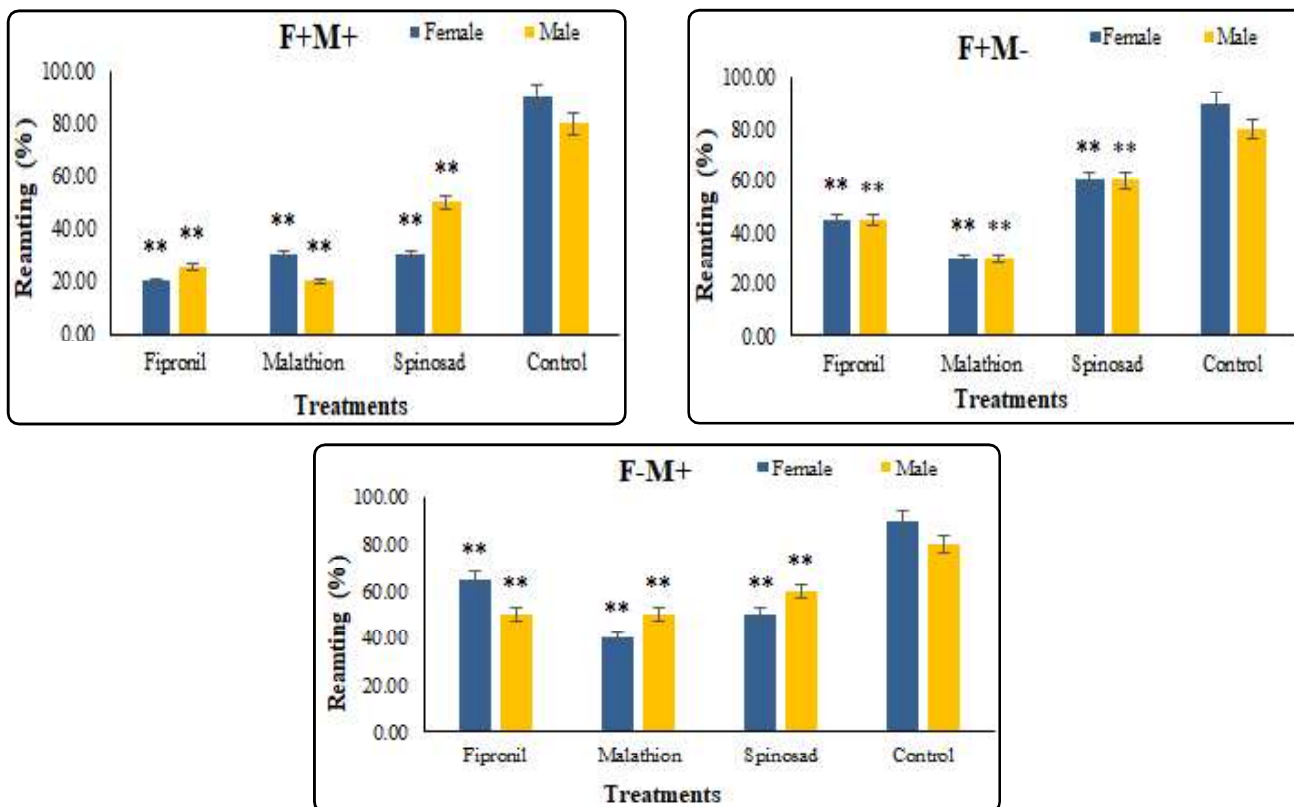 F+M+
Female Male
100.00
80.00
60.00
40.00
20.00
0.00
Reamting (%)
** ** ** ** ** **
Fipronil Malathion Spinosad Control
Treatments
F+M-
Female Male
100.00
80.00
60.00
40.00
20.00
0.00
Reamting (%)
** ** ** ** ** **
Fipronil Malathion Spinosad Control
Treatments
F-M+
Female Male
100.00
80.00
60.00
40.00
20.00
0.00
Reamting (%)
** ** ** ** ** **
Fipronil Malathion Spinosad Control
Treatments